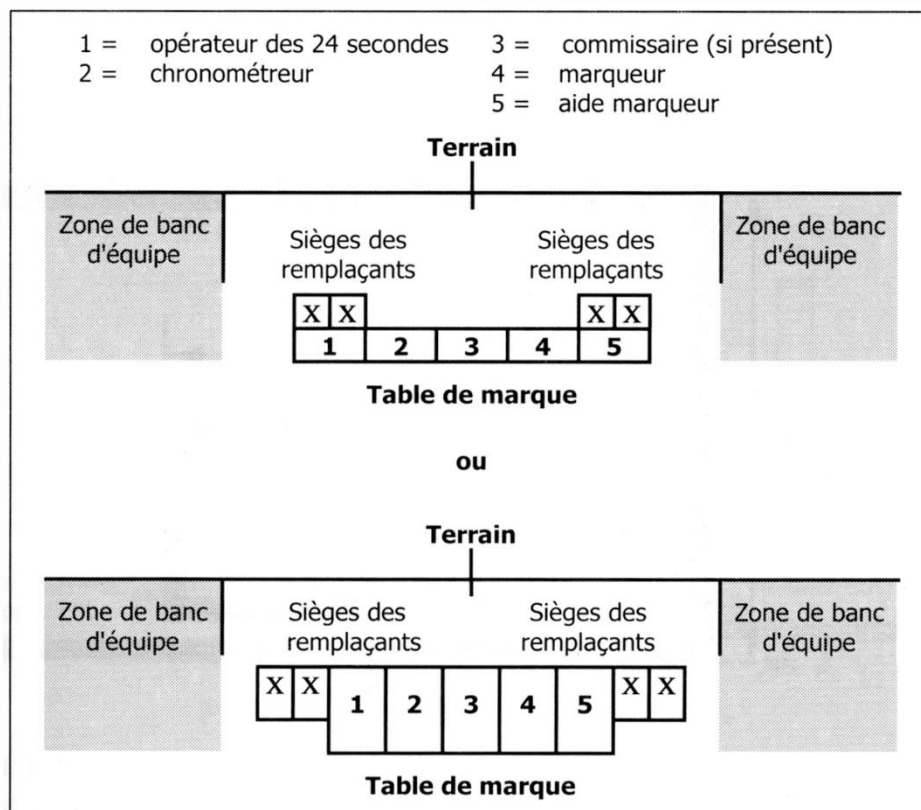 1 = opérateur des 24 secondes
2 = chronométreur
3 = commissaire (si présent)
4 = marqueur
5 = aide marqueur
Terrain
Zone de banc
d'équipe
Sièges des
remplaçants
Sièges des
remplaçants
Zone de banc
d'équipe
X X X X
1 2 3 4 5
Table de marque
ou
Terrain
Zone de banc
d'équipe
Sièges des
remplaçants
Sièges des
remplaçants
Zone de banc
d'équipe
X X 1 2 3 4 5 X X
Table de marque